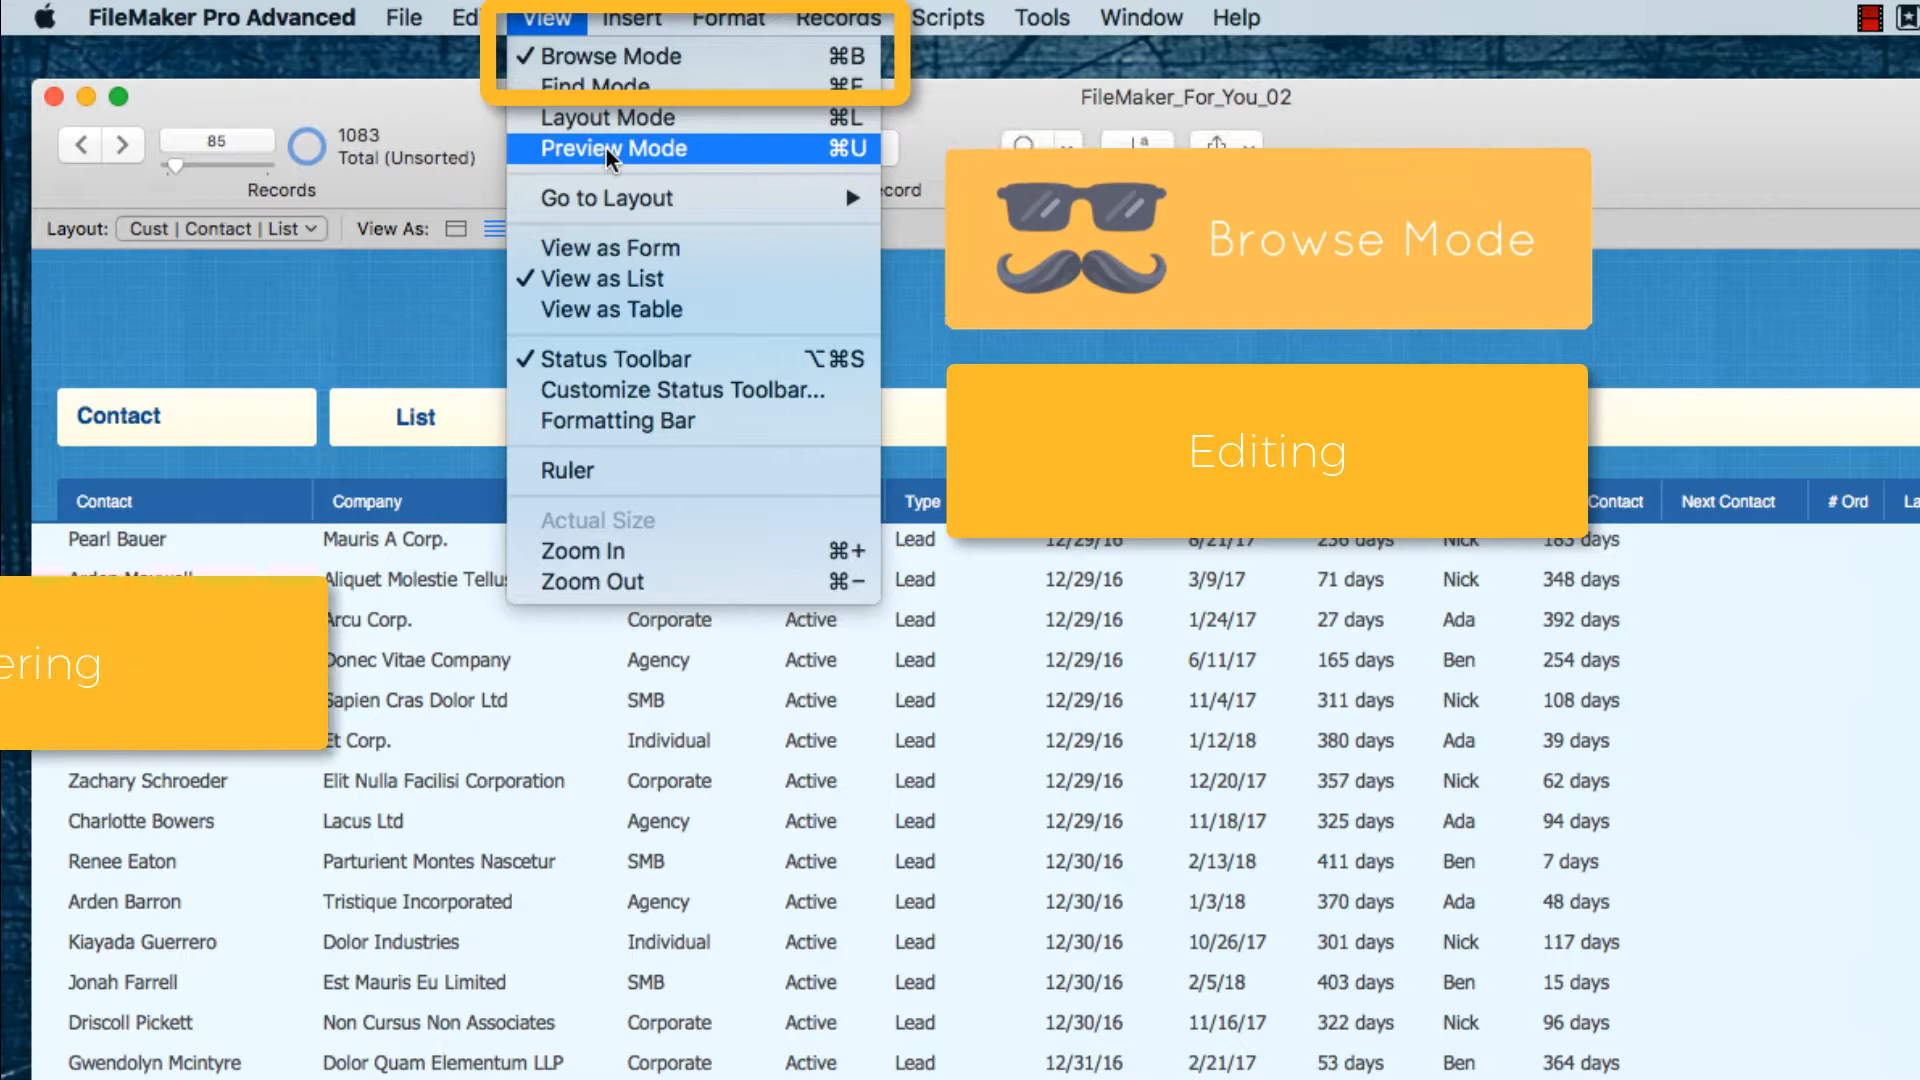 FileMaker Pro Advanced File View Insert Format Records Scripts Tools Window Help
Browse Mode ⌘B
Find Mode ⌘F
Layout Mode ⌘L
Preview Mode ⌘U
Go to Layout
View as Form
View as List
View as Table
Status Toolbar ⌥⌘S
Customize Status Toolbar...
Formatting Bar
Ruler
Actual Size
Zoom In ⌘+
Zoom Out ⌘−
FileMaker_For_You_02
85
1083
Total (Unsorted)
Records
Layout: Cust | Contact | List View As:
Browse Mode
Editing
Contact List
Contact Company Type Contact Next Contact # Ord
Pearl Bauer Mauris A Corp. Lead 12/29/16 8/21/17 236 days Nick 183 days
Aliquet Molestie Tellus Lead 12/29/16 3/9/17 71 days Nick 348 days
Arcu Corp. Corporate Active Lead 12/29/16 1/24/17 27 days Ada 392 days
Donec Vitae Company Agency Active Lead 12/29/16 6/11/17 165 days Ben 254 days
Sapien Cras Dolor Ltd SMB Active Lead 12/29/16 11/4/17 311 days Nick 108 days
Et Corp. Individual Active Lead 12/29/16 1/12/18 380 days Ada 39 days
Zachary Schroeder Elit Nulla Facilisi Corporation Corporate Active Lead 12/29/16 12/20/17 357 days Nick 62 days
Charlotte Bowers Lacus Ltd Agency Active Lead 12/29/16 11/18/17 325 days Ada 94 days
Renee Eaton Parturient Montes Nascetur SMB Active Lead 12/30/16 2/13/18 411 days Ben 7 days
Arden Barron Tristique Incorporated Agency Active Lead 12/30/16 1/3/18 370 days Ada 48 days
Kiayada Guerrero Dolor Industries Individual Active Lead 12/30/16 10/26/17 301 days Nick 117 days
Jonah Farrell Est Mauris Eu Limited SMB Active Lead 12/30/16 2/5/18 403 days Ben 15 days
Driscoll Pickett Non Cursus Non Associates Corporate Active Lead 12/30/16 11/16/17 322 days Nick 96 days
Gwendolyn Mcintyre Dolor Quam Elementum LLP Corporate Active Lead 12/31/16 2/21/17 53 days Ben 364 days